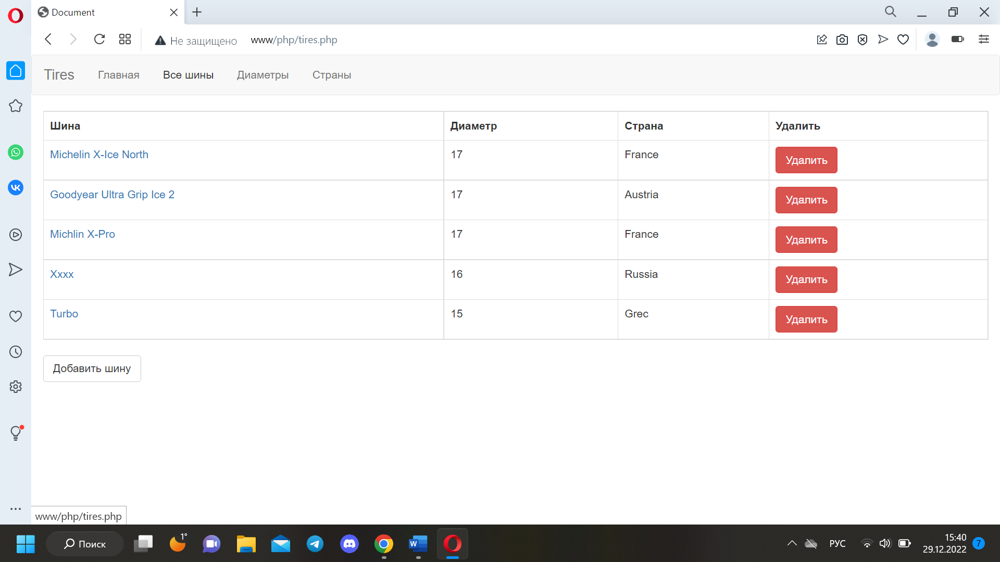 Document
Не защищено www/php/tires.php
Tires Главная Все шины Диаметры Страны
Шина Диаметр Страна Удалить
Michelin X-Ice North 17 France Удалить
Goodyear Ultra Grip Ice 2 17 Austria Удалить
Michlin X-Pro 17 France Удалить
Xxxx 16 Russia Удалить
Turbo 15 Grec Удалить
Добавить шину
www/php/tires.php
Поиск 1° W РУС 15:40
29.12.2022 7